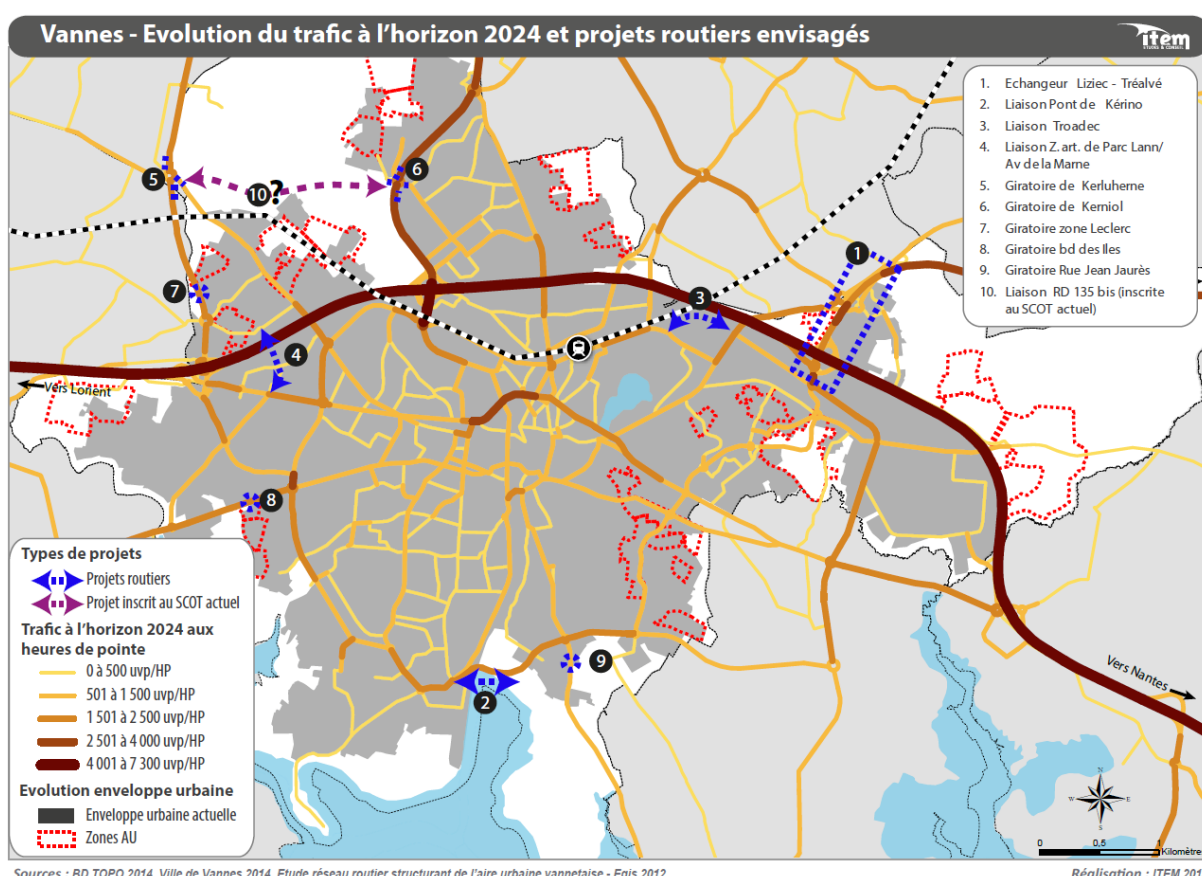 Vannes - Evolution du trafic à l'horizon 2024 et projets routiers envisagés
item
ETUDES & CONSEIL
1. Echangeur Liziec - Tréalvé
2. Liaison Pont de Kérino
3. Liaison Troadec
4. Liaison Z. art. de Parc Lann/
Av de la Marne
5. Giratoire de Kerluherne
6. Giratoire de Kerniol
7. Giratoire zone Leclerc
8. Giratoire bd des Iles
9. Giratoire Rue Jean Jaurès
10. Liaison RD 135 bis (inscrite
au SCOT actuel)
5
6
10 ?
1
7
3
4
Vers Lorient
8
9
2
Vers Nantes
Types de projets
Projets routiers
Projet inscrit au SCOT actuel
Trafic à l'horizon 2024 aux
heures de pointe
0 à 500 uvp/HP
501 à 1 500 uvp/HP
1 501 à 2 500 uvp/HP
2 501 à 4 000 uvp/HP
4 001 à 7 300 uvp/HP
Evolution enveloppe urbaine
Enveloppe urbaine actuelle
Zones AU
N
W E
S
0 0,5 1
Kilomètre
Sources : BD TOPO 2014, Ville de Vannes 2014, Etude réseau routier structurant de l'aire urbaine vannetaise - Egis 2012
Réalisation : ITEM 201